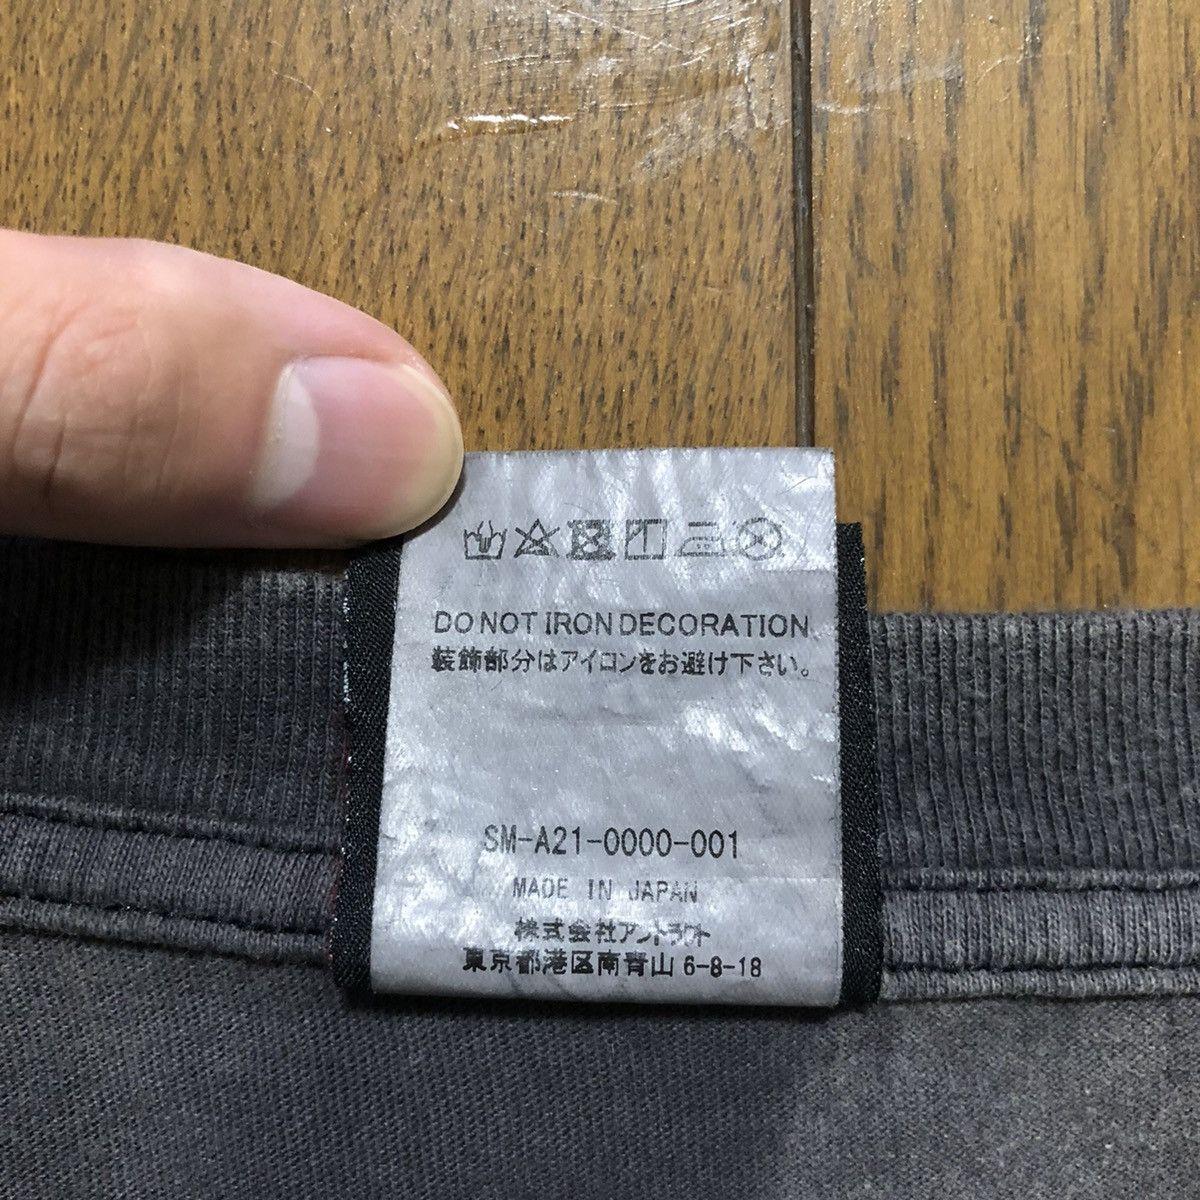 DO NOT IRON DECORATION
装飾部分はアイロンをお避け下さい。
SM-A21-0000-001
MADE IN JAPAN
株式会社アントラクト
東京都港区南青山 6-8-18